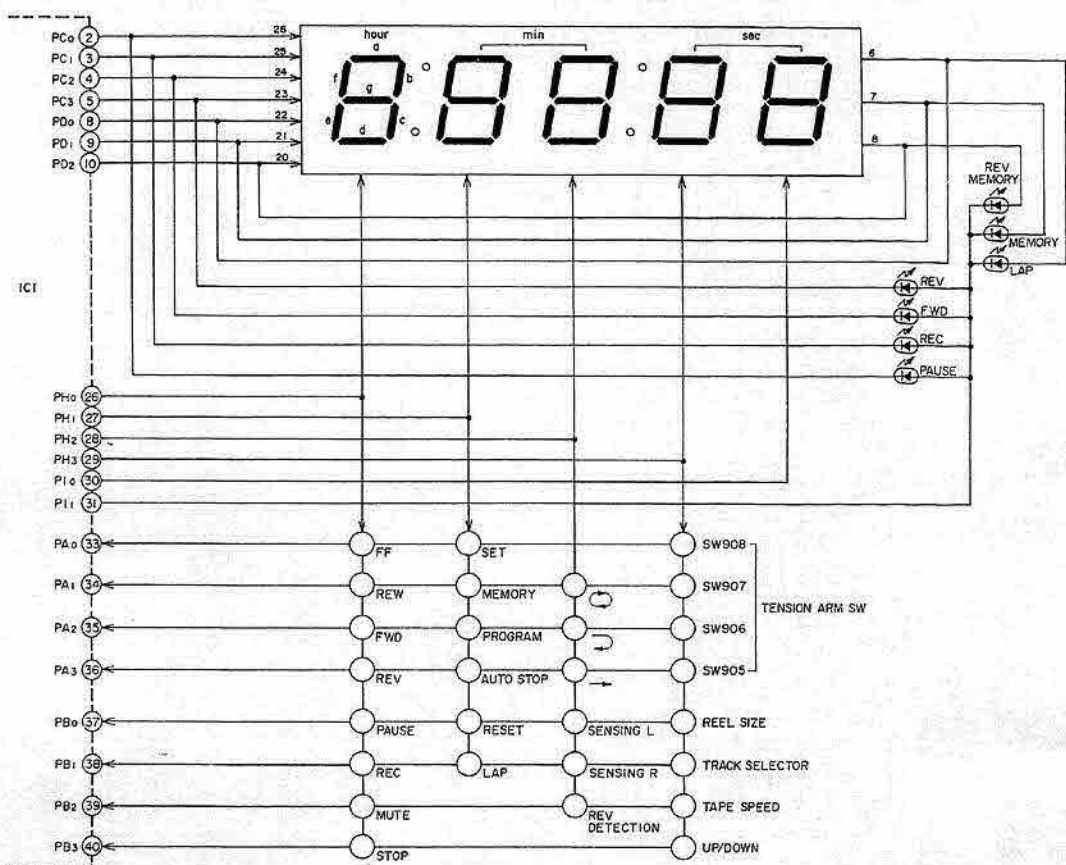 hour min sec
PC0 2 26
PC1 3 25
PC2 4 24
PC3 5 23
PD0 8 22
PD1 9 21
PD2 10 20
a
f b
g
e d c
6
7
8
REV
MEMORY
MEMORY
LAP
REV
FWD
REC
PAUSE
IC1
PH0 26
PH1 27
PH2 28
PH3 29
PI0 30
PI1 31
PA0 33 FF SET SW908
PA1 34 REW MEMORY SW907
TENSION ARM SW
PA2 35 FWD PROGRAM SW906
PA3 36 REV AUTO STOP SW905
PB0 37 PAUSE RESET SENSING L REEL SIZE
PB1 38 REC LAP SENSING R TRACK SELECTOR
PB2 39 MUTE REV DETECTION TAPE SPEED
PB3 40 STOP UP/DOWN